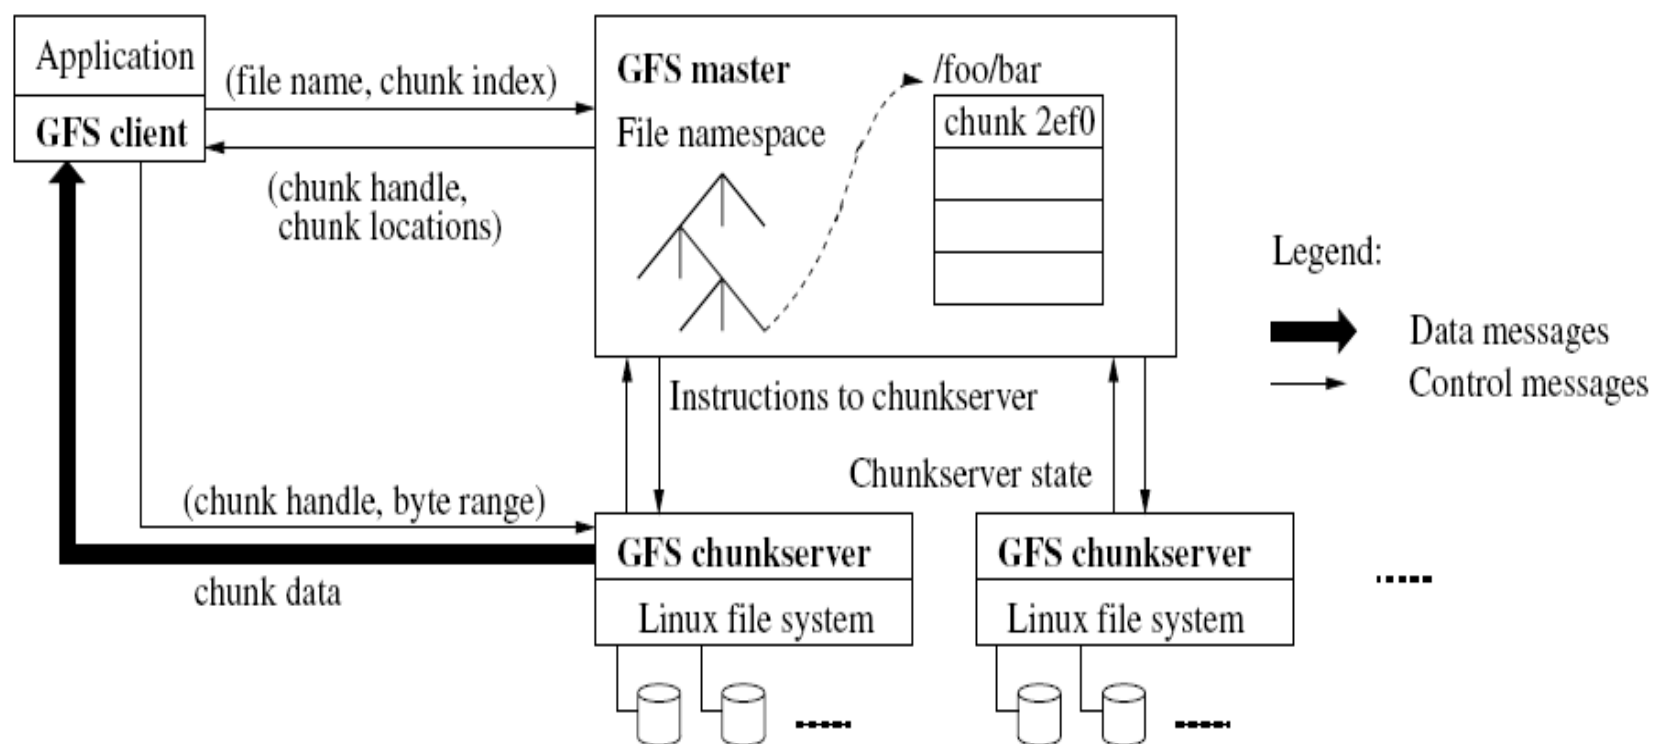 Application
GFS client
(file name, chunk index)
(chunk handle,
chunk locations)
GFS master
File namespace
/foo/bar
chunk 2ef0
Legend:
Data messages
Control messages
Instructions to chunkserver
Chunkserver state
(chunk handle, byte range)
chunk data
GFS chunkserver
Linux file system
GFS chunkserver
Linux file system